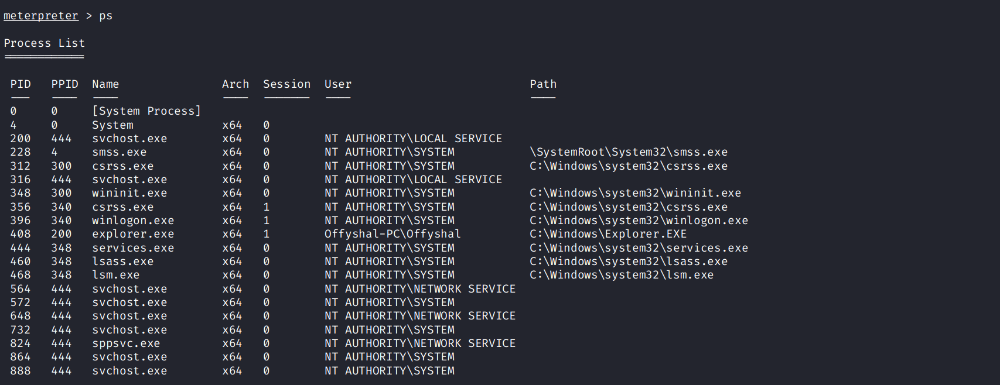 meterpreter > ps
Process List
============
PID PPID Name Arch Session User Path
--- ---- ---- ---- ------- ---- ----
0 0 [System Process]
4 0 System x64 0
200 444 svchost.exe x64 0 NT AUTHORITY\LOCAL SERVICE
228 4 smss.exe x64 0 NT AUTHORITY\SYSTEM \SystemRoot\System32\smss.exe
312 300 csrss.exe x64 0 NT AUTHORITY\SYSTEM C:\Windows\system32\csrss.exe
316 444 svchost.exe x64 0 NT AUTHORITY\LOCAL SERVICE
348 300 wininit.exe x64 0 NT AUTHORITY\SYSTEM C:\Windows\system32\wininit.exe
356 340 csrss.exe x64 1 NT AUTHORITY\SYSTEM C:\Windows\system32\csrss.exe
396 340 winlogon.exe x64 1 NT AUTHORITY\SYSTEM C:\Windows\system32\winlogon.exe
408 200 explorer.exe x64 1 Offyshal-PC\Offyshal C:\Windows\Explorer.EXE
444 348 services.exe x64 0 NT AUTHORITY\SYSTEM C:\Windows\system32\services.exe
460 348 lsass.exe x64 0 NT AUTHORITY\SYSTEM C:\Windows\system32\lsass.exe
468 348 lsm.exe x64 0 NT AUTHORITY\SYSTEM C:\Windows\system32\lsm.exe
564 444 svchost.exe x64 0 NT AUTHORITY\NETWORK SERVICE
572 444 svchost.exe x64 0 NT AUTHORITY\SYSTEM
648 444 svchost.exe x64 0 NT AUTHORITY\NETWORK SERVICE
732 444 svchost.exe x64 0 NT AUTHORITY\SYSTEM
824 444 sppsvc.exe x64 0 NT AUTHORITY\NETWORK SERVICE
864 444 svchost.exe x64 0 NT AUTHORITY\SYSTEM
888 444 svchost.exe x64 0 NT AUTHORITY\SYSTEM